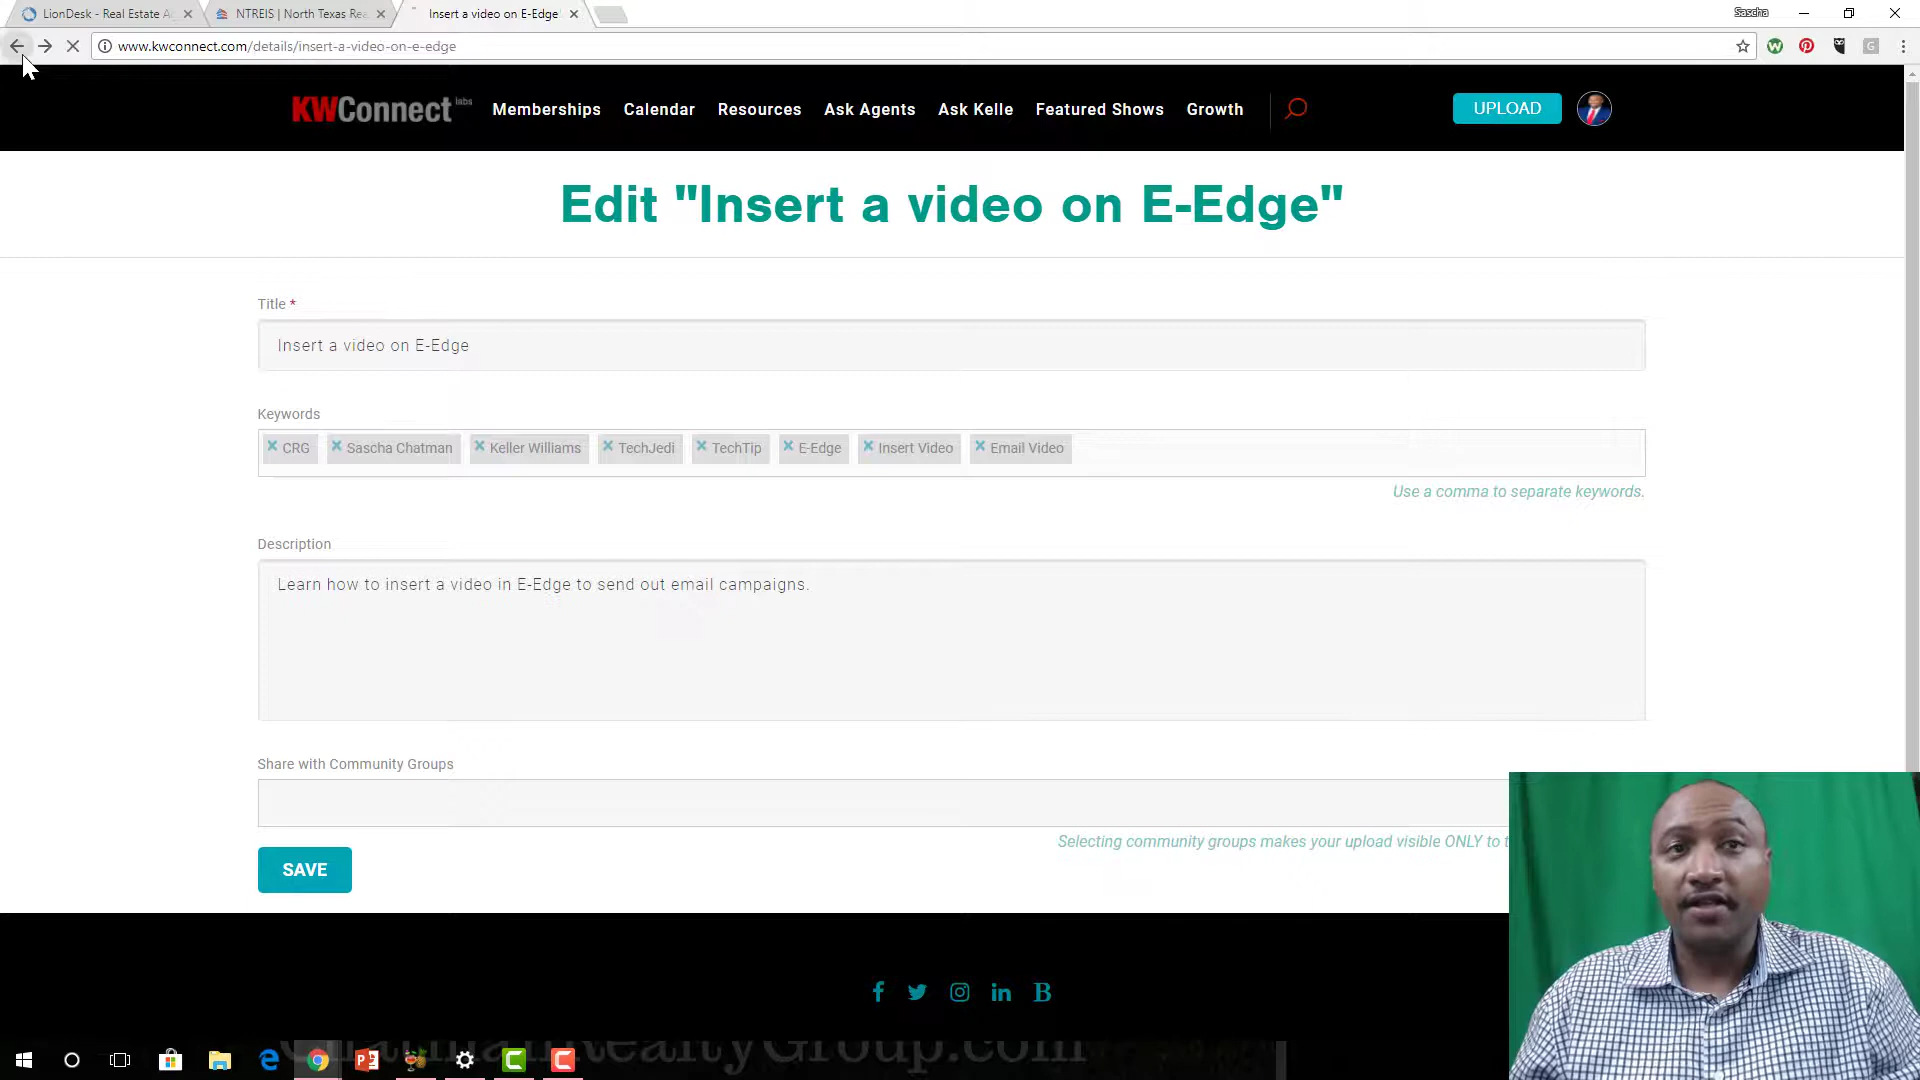 LionDesk - Real Estate A
NTREIS | North Texas Rea
Insert a video on E-Edge
Sascha
www.kwconnect.com/details/insert-a-video-on-e-edge
KWConnect labs
Memberships
Calendar
Resources
Ask Agents
Ask Kelle
Featured Shows
Growth
UPLOAD
Edit "Insert a video on E-Edge"
Title *
Insert a video on E-Edge
Keywords
CRG
Sascha Chatman
Keller Williams
TechJedi
TechTip
E-Edge
Insert Video
Email Video
Use a comma to separate keywords.
Description
Learn how to insert a video in E-Edge to send out email campaigns.
Share with Community Groups
Selecting community groups makes your upload visible ONLY to
SAVE
ChatmanRealtyGroup.com